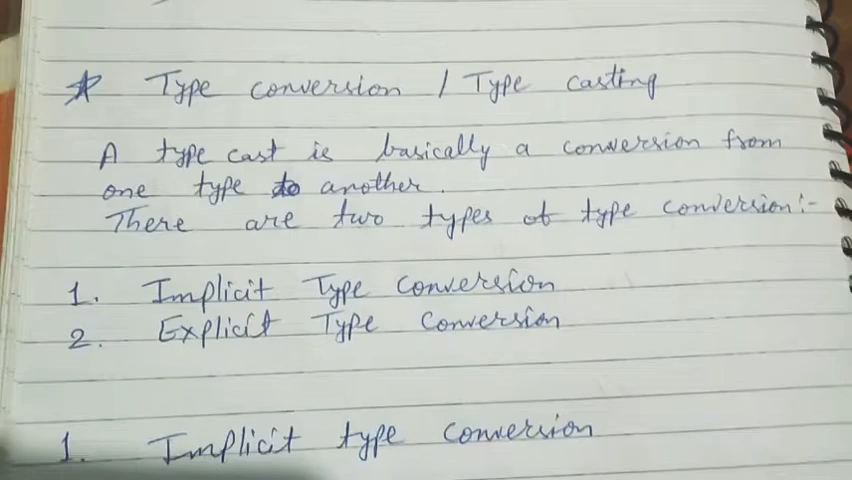 * Type conversion / Type casting
A type cast is basically a conversion from
one type to another.
There are two types of type conversion:-
1. Implicit Type Conversion
2. Explicit Type Conversion
1. Implicit type conversion